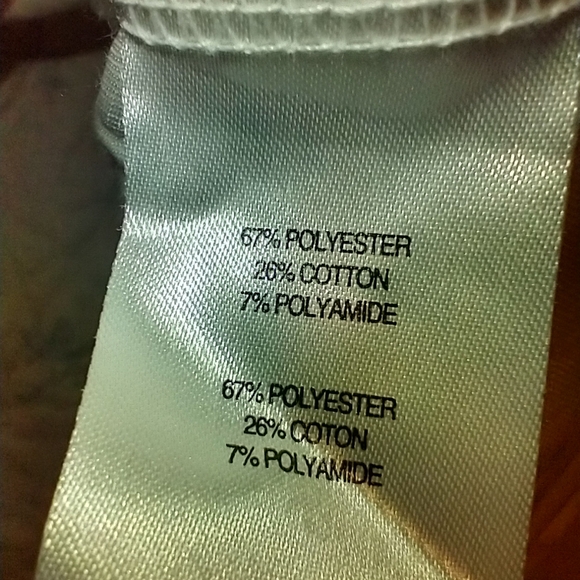 67% POLYESTER
26% COTTON
7% POLYAMIDE
67% POLYESTER
26% COTON
7% POLYAMIDE